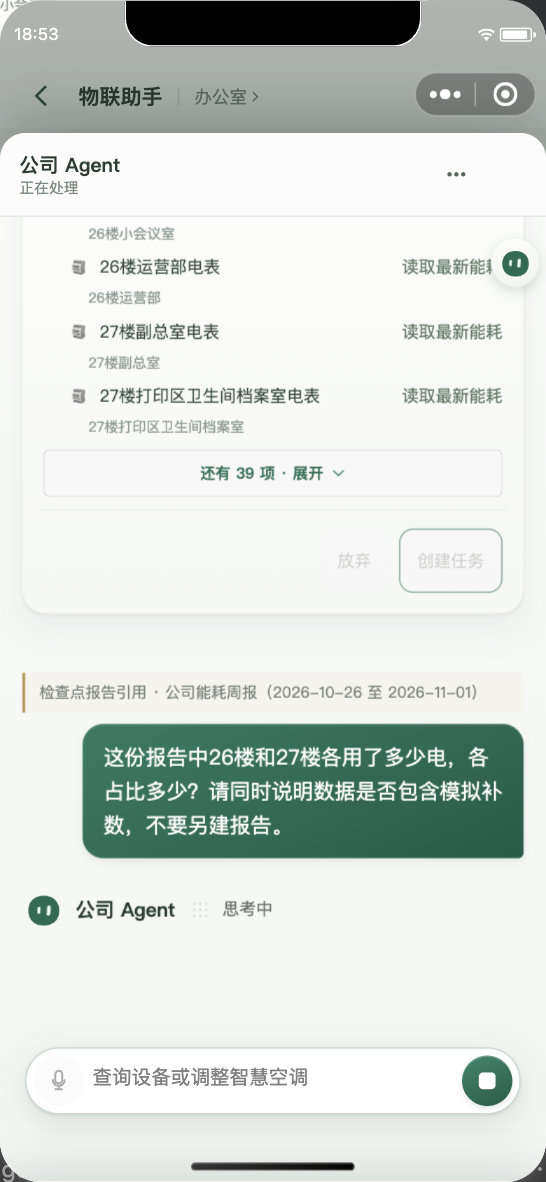 18:53
物联助手 办公室
公司 Agent
正在处理
26楼小会议室
26楼运营部电表 读取最新能
26楼运营部
27楼副总室电表 读取最新能耗
27楼副总室
27楼打印区卫生间档案室电表 读取最新能耗
27楼打印区卫生间档案室
还有 39 项 · 展开
放弃 创建任务
检查点报告引用 · 公司能耗周报（2026-10-26 至 2026-11-01）
这份报告中26楼和27楼各用了多少电，各
占比多少？请同时说明数据是否包含模拟补
数，不要另建报告。
公司 Agent 思考中
查询设备或调整智慧空调